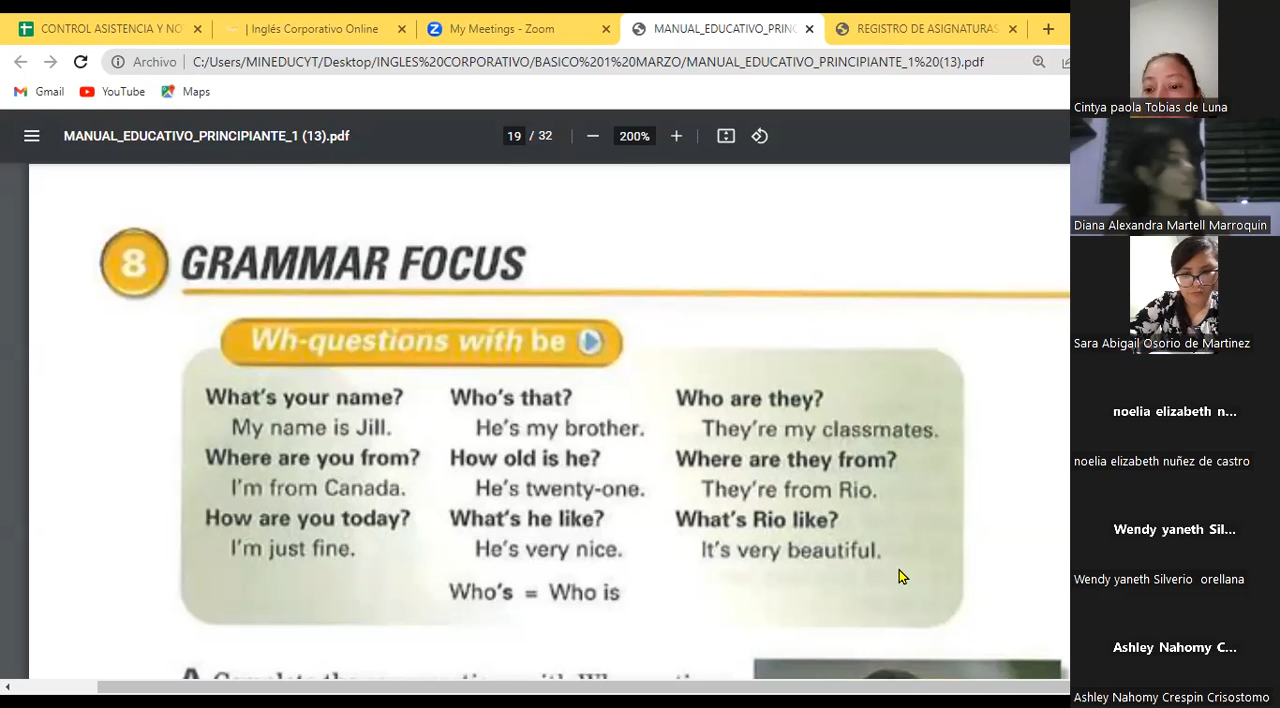 CONTROL ASISTENCIA Y NO
| Inglés Corporativo Online
My Meetings - Zoom
MANUAL_EDUCATIVO_PRINC
REGISTRO DE ASIGNATURAS
Archivo | C:/Users/MINEDUCYT/Desktop/INGLES%20CORPORATIVO/BASICO%201%20MARZO/MANUAL_EDUCATIVO_PRINCIPIANTE_1%20(13).pdf
Gmail YouTube Maps
MANUAL_EDUCATIVO_PRINCIPIANTE_1 (13).pdf
19 / 32
200%
8 GRAMMAR FOCUS
Wh-questions with be
What's your name?
My name is Jill.
Where are you from?
I'm from Canada.
How are you today?
I'm just fine.
Who's that?
He's my brother.
How old is he?
He's twenty-one.
What's he like?
He's very nice.
Who's = Who is
Who are they?
They're my classmates.
Where are they from?
They're from Rio.
What's Rio like?
It's very beautiful.
Cintya paola Tobias de Luna
Diana Alexandra Martell Marroquin
Sara Abigail Osorio de Martinez
noelia elizabeth n...
noelia elizabeth nuñez de castro
Wendy yaneth Sil...
Wendy yaneth Silverio orellana
Ashley Nahomy C...
Ashley Nahomy Crespin Crisostomo